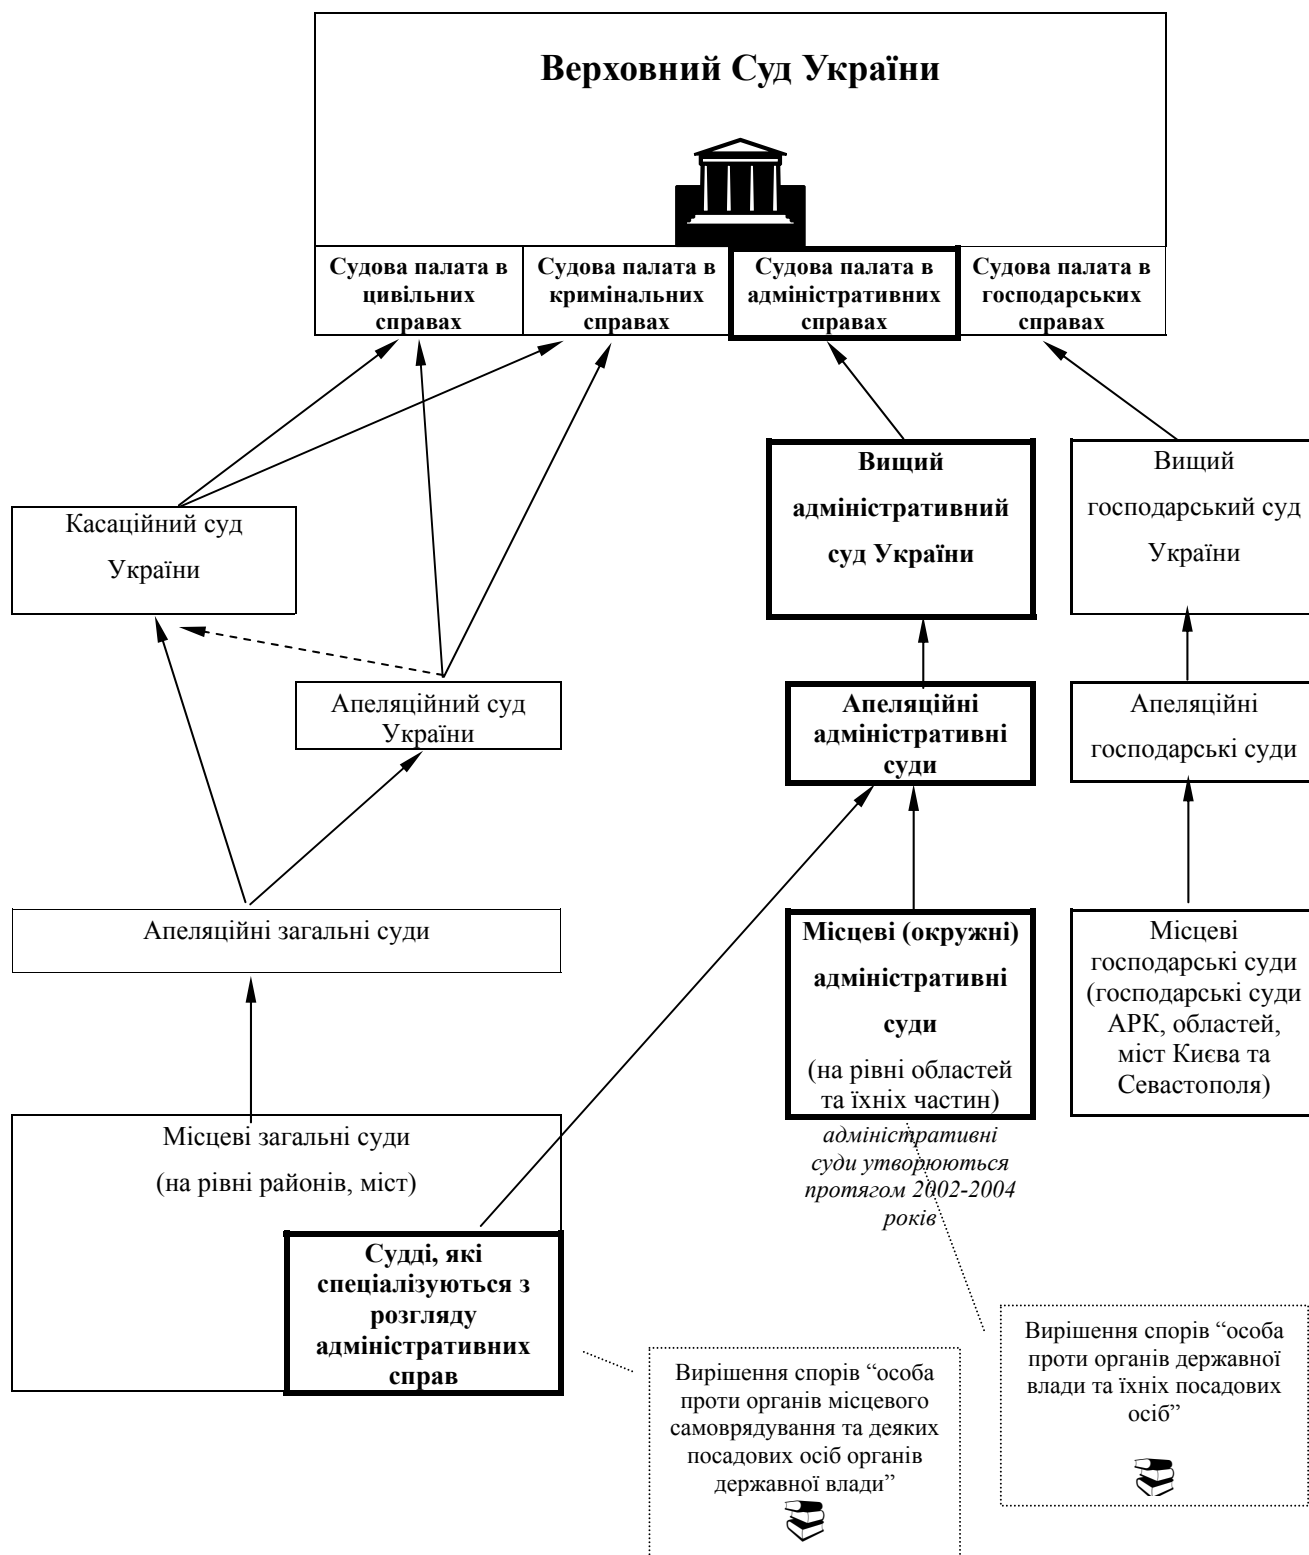 Верховний Суд України
Судова палата в
цивільних
справах
Судова палата в
кримінальних
справах
Судова палата в
адміністративних
справах
Судова палата в
господарських
справах
Вищий
адміністративний
суд України
Вищий
господарський суд
України
Касаційний суд
України
Апеляційний суд
України
Апеляційні
адміністративні
суди
Апеляційні
господарські суди
Апеляційні загальні суди
Місцеві (окружні)
адміністративні
суди
(на рівні областей
та їхніх частин)
адміністративні
суди утворюються
протягом 2002-2004
років
Місцеві
господарські суди
(господарські суди
АРК, областей,
міст Києва та
Севастополя)
Місцеві загальні суди
(на рівні районів, міст)
Судді, які
спеціалізуються з
розгляду
адміністративних
справ
Вирішення спорів “особа
проти органів місцевого
самоврядування та деяких
посадових осіб органів
державної влади”
Вирішення спорів “особа
проти органів державної
влади та їхніх посадових
осіб”